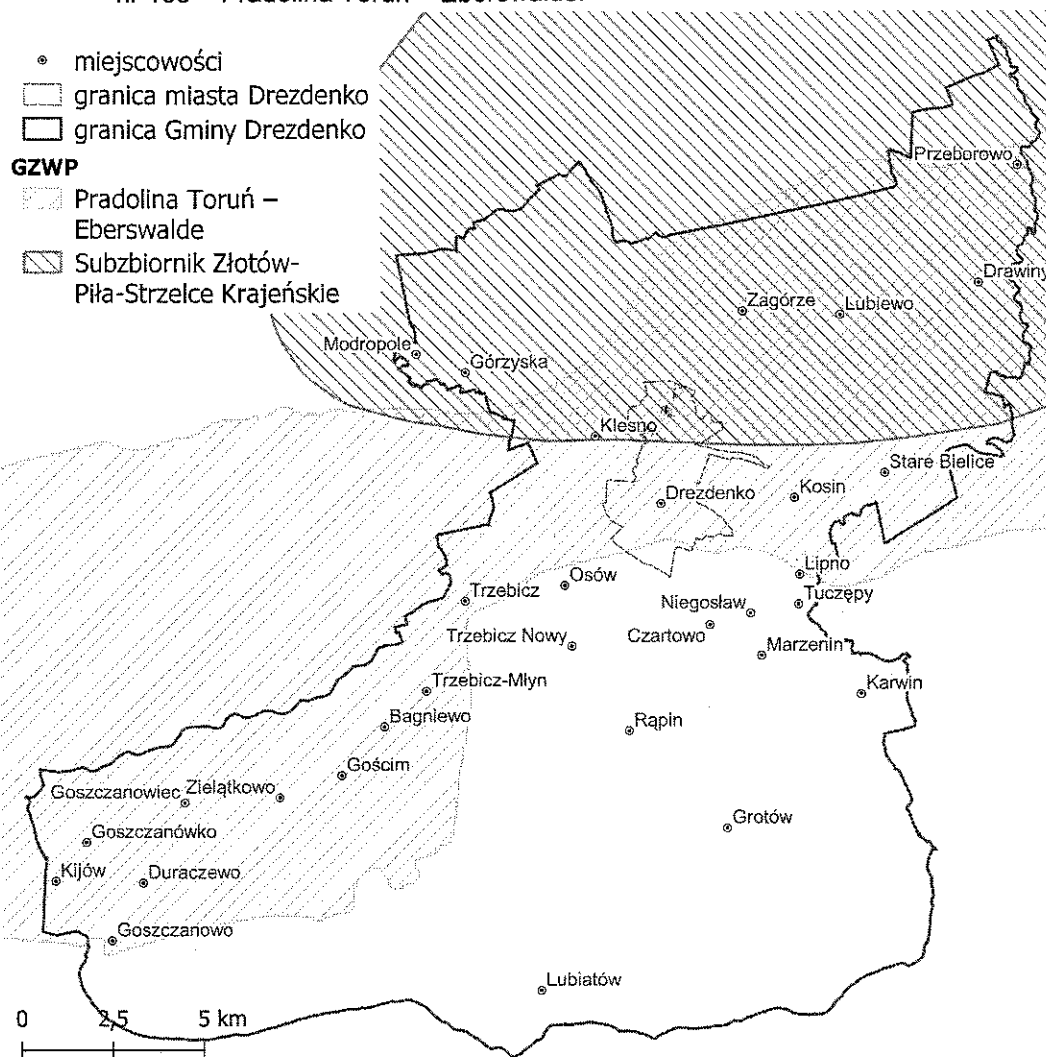 miejscowości
granica miasta Drezdenko
granica Gminy Drezdenko
GZWP
Pradolina Toruń –
Eberswalde
Subzbiornik Złotów-
Piła-Strzelce Krajeńskie
Przeborowo
Drawiny
Zagórze
Lubiewo
Modropole
Górzyska
Klesno
Stare Bielice
Drezdenko
Kosin
Lipno
Osów
Trzebicz
Tuczępy
Niegosław
Czartowo
Trzebicz Nowy
Marzenin
Trzebicz-Młyn
Karwin
Bagniewo
Rąpin
Gościm
Goszczanowiec
Zielątkowo
Grotów
Goszczanówko
Kijów
Duraczewo
Goszczanowo
Lubiatów
0 2,5 5 km